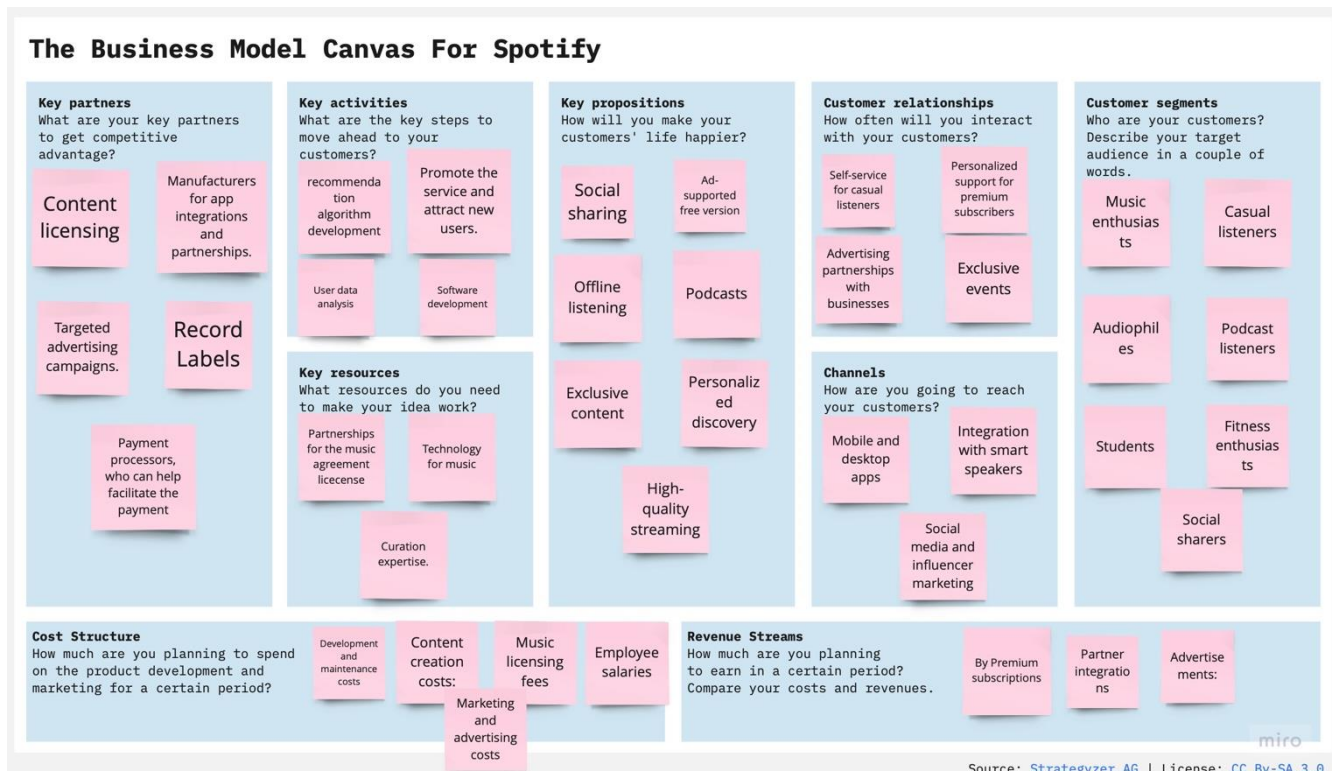 The Business Model Canvas For Spotify
Key partners
What are your key partners
to get competitive
advantage?
Content
licensing
Manufacturers
for app
integrations
and
partnerships.
Targeted
advertising
campaigns.
Record
Labels
Payment
processors,
who can help
facilitate the
payment
Key activities
What are the key steps to
move ahead to your
customers?
recommenda
tion
algorithm
development
Promote the
service and
attract new
users.
User data
analysis
Software
development
Key resources
What resources do you need
to make your idea work?
Partnerships
for the music
agreement
licecense
Technology
for music
Curation
expertise.
Key propositions
How will you make your
customers' life happier?
Social
sharing
Ad-
supported
free version
Offline
listening
Podcasts
Exclusive
content
Personaliz
ed
discovery
High-
quality
streaming
Customer relationships
How often will you interact
with your customers?
Self-service
for casual
listeners
Personalized
support for
premium
subscribers
Advertising
partnerships
with
businesses
Exclusive
events
Channels
How are you going to reach
your customers?
Mobile and
desktop
apps
Integration
with smart
speakers
Social
media and
influencer
marketing
Customer segments
Who are your customers?
Describe your target
audience in a couple of
words.
Music
enthusias
ts
Casual
listeners
Audiophil
es
Podcast
listeners
Students
Fitness
enthusias
ts
Social
sharers
Cost Structure
How much are you planning to spend
on the product development and
marketing for a certain period?
Development
and
maintenance
costs
Content
creation
costs:
Music
licensing
fees
Employee
salaries
Marketing
and
advertising
costs
Revenue Streams
How much are you planning
to earn in a certain period?
Compare your costs and revenues.
By Premium
subscriptions
Partner
integratio
ns
Advertise
ments:
miro
Source: Strategyzer AG | License: CC By-SA 3.0